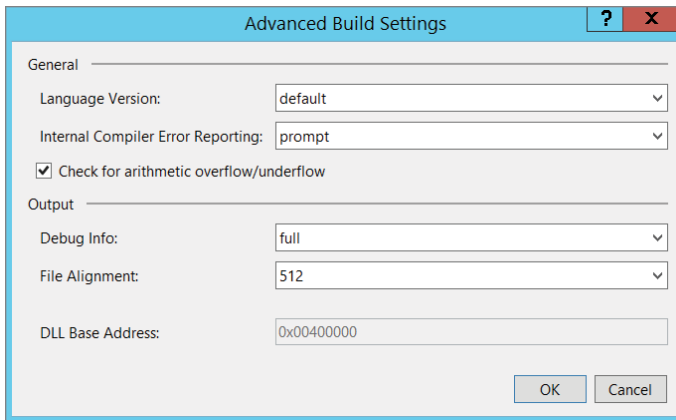 Advanced Build Settings
? X
General
Language Version: default
Internal Compiler Error Reporting: prompt
Check for arithmetic overflow/underflow
Output
Debug Info: full
File Alignment: 512
DLL Base Address: 0x00400000
OK Cancel